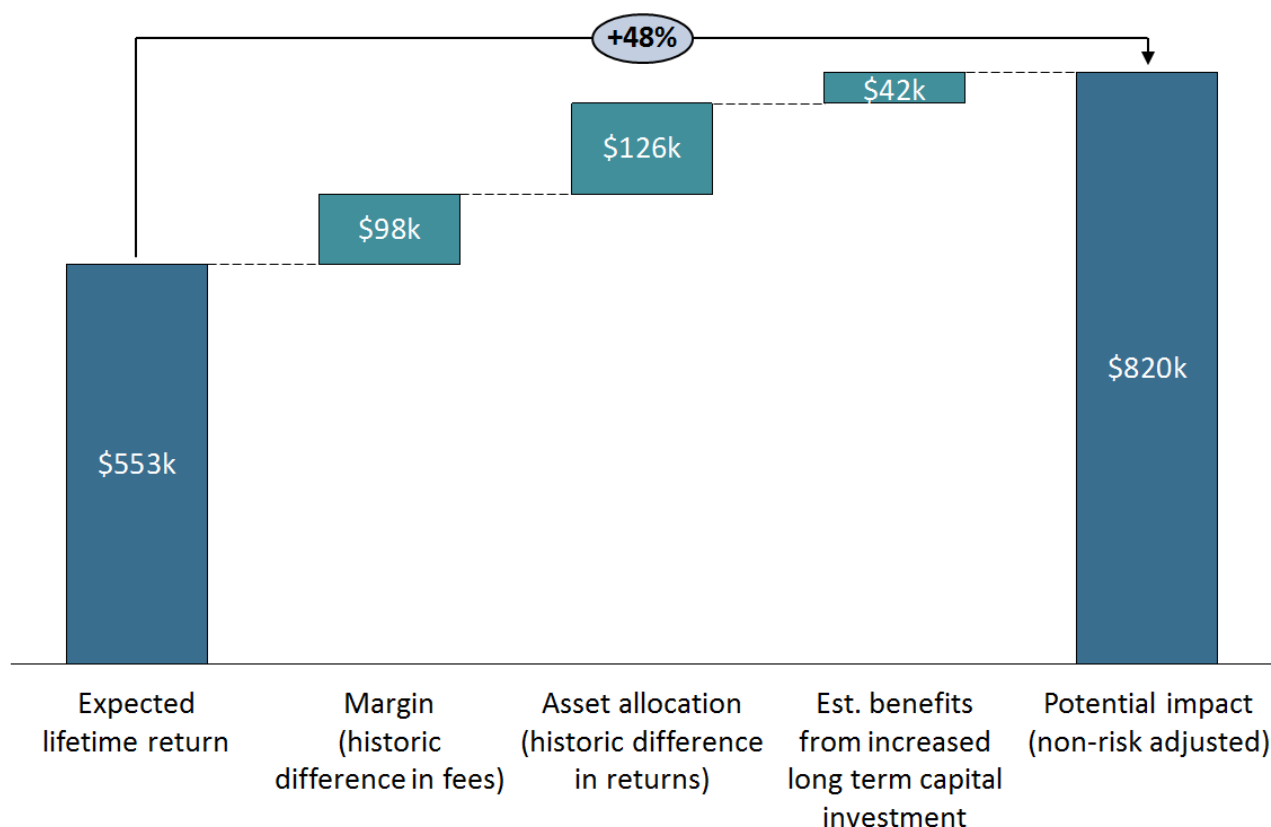 +48%
$42k
$126k
$98k
$820k
$553k
Expected
lifetime return
Margin
(historic
difference in fees)
Asset allocation
(historic difference
in returns)
Est. benefits
from increased
long term capital
investment
Potential impact
(non-risk adjusted)